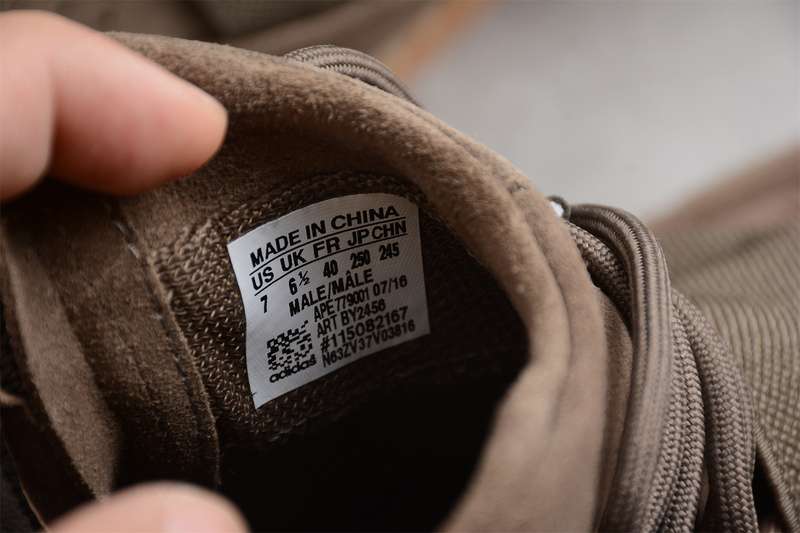 MADE IN CHINA
US UK FR JP CHN
7 6½ 40 250 245
MALE/MÂLE
APE779001 07/16
ART BY2456
#115082167
N63ZV37V03816
adidas